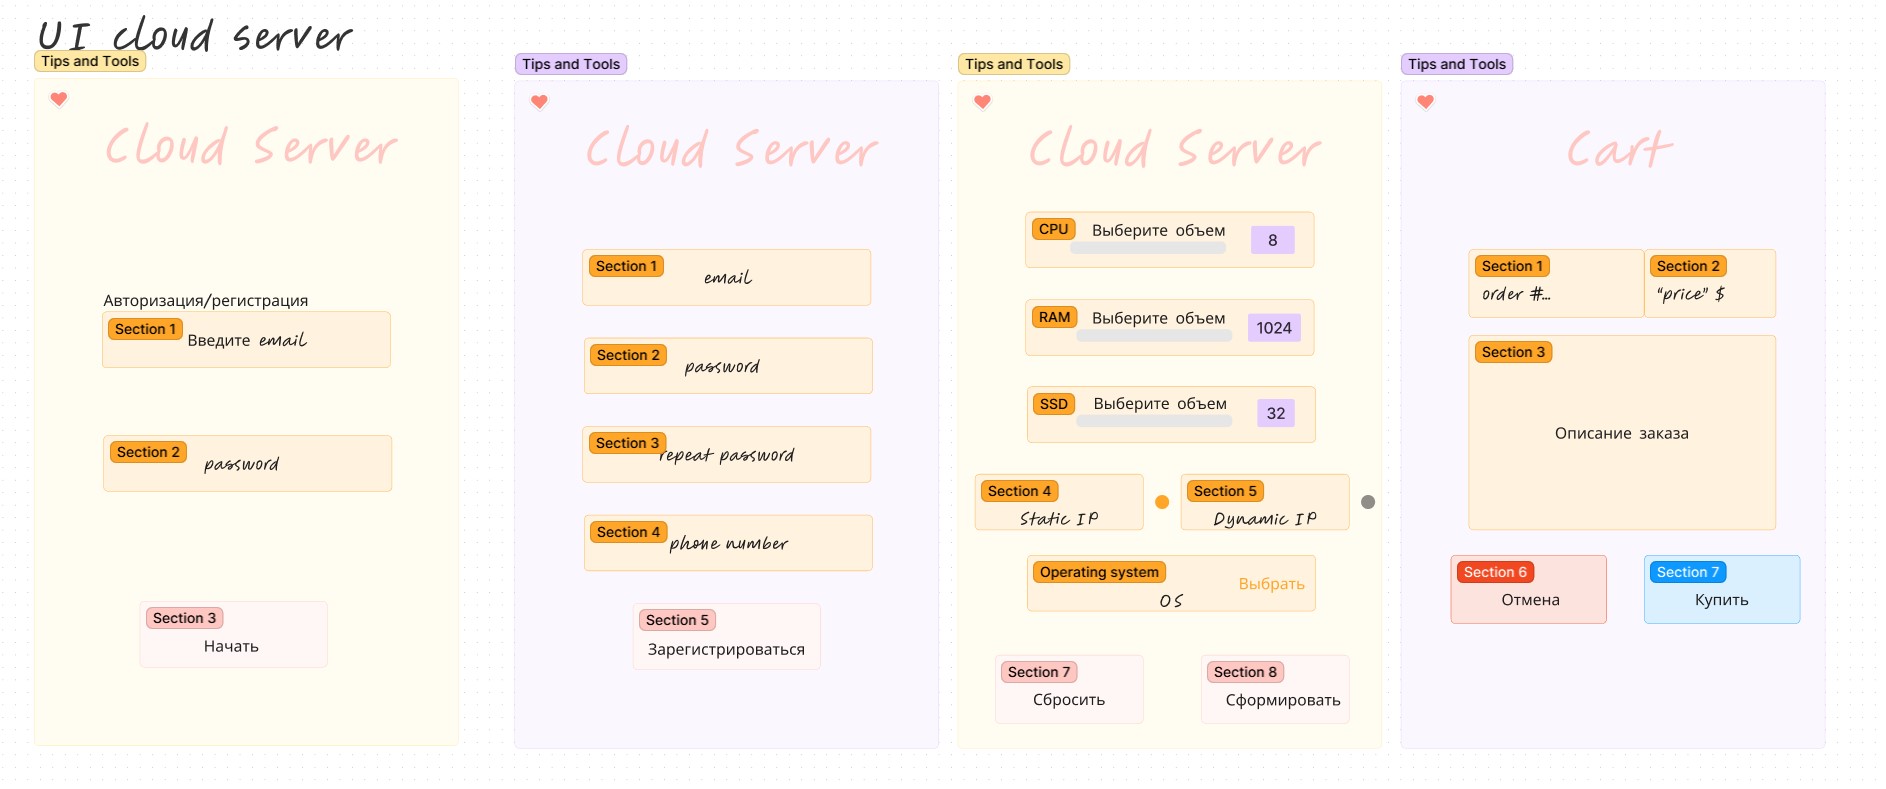 UI cloud server
Tips and Tools
Cloud Server
Авторизация/регистрация
Section 1
Введите email
Section 2
password
Section 3
Начать
Tips and Tools
Cloud Server
Section 1
email
Section 2
password
Section 3
repeat password
Section 4
phone number
Section 5
Зарегистрироваться
Tips and Tools
Cloud Server
CPU
Выберите объем
8
RAM
Выберите объем
1024
SSD
Выберите объем
32
Section 4
Static IP
Section 5
Dynamic IP
Operating system
Выбрать
OS
Section 7
Сбросить
Section 8
Сформировать
Tips and Tools
Cart
Section 1
order #...
Section 2
"price" $
Section 3
Описание заказа
Section 6
Отмена
Section 7
Купить